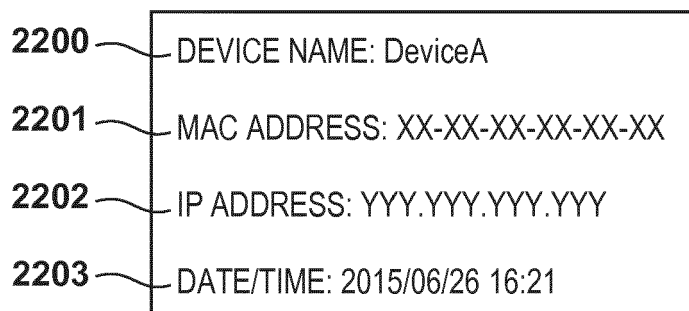 2200 DEVICE NAME: DeviceA
2201 MAC ADDRESS: XX-XX-XX-XX-XX-XX
2202 IP ADDRESS: YYY.YYY.YYY.YYY
2203 DATE/TIME: 2015/06/26 16:21